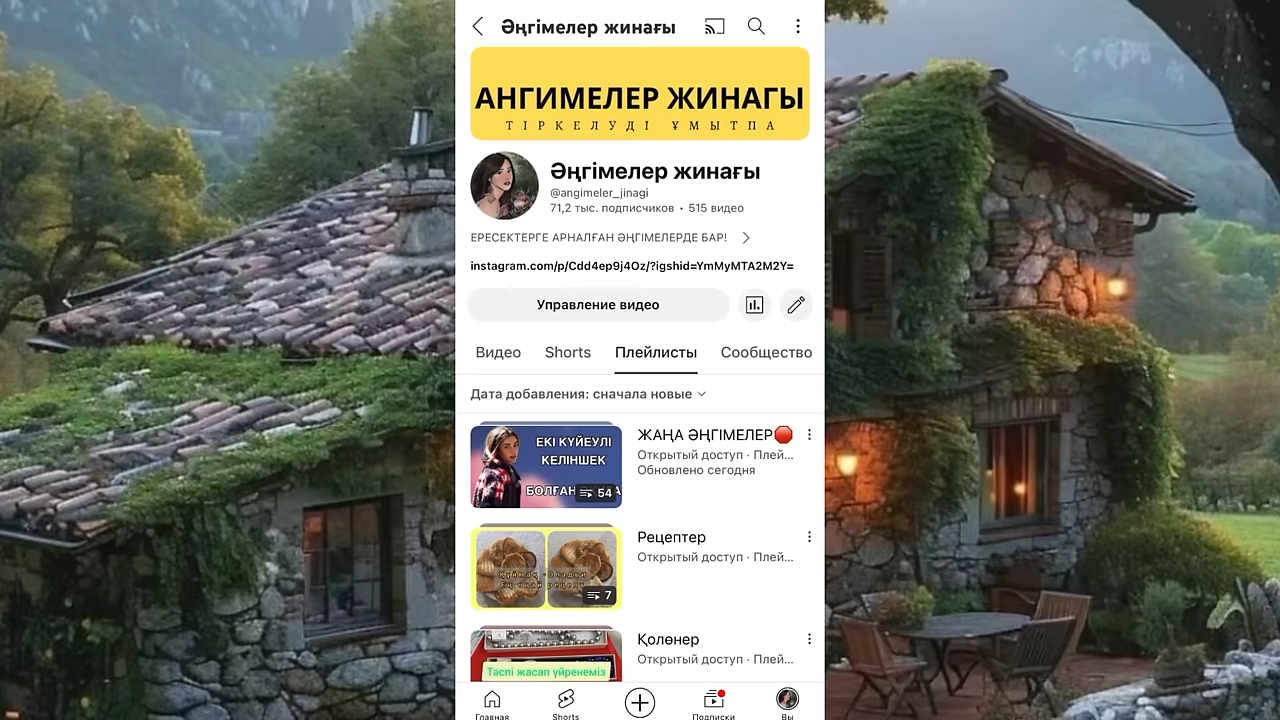 Әңгімелер жинағы
АНГИМЕЛЕР ЖИНАГЫ
ТІРКЕЛУДІ ҰМЫТПА
Әңгімелер жинағы
@angimeler_jinagi
71,2 тыс. подписчиков • 515 видео
ЕРЕСЕКТЕРГЕ АРНАЛҒАН ӘҢГІМЕЛЕРДЕ БАР!
instagram.com/p/Cdd4ep9j4Oz/?igshid=YmMyMTA2M2Y=
Управление видео
Видео Shorts Плейлисты Сообщество
Дата добавления: сначала новые
ЕКІ КҮЙЕУЛІ
КЕЛІНШЕК
54
ЖАҢА ӘҢГІМЕЛЕР
Открытый доступ · Плей...
Обновлено сегодня
7
Рецептер
Открытый доступ · Плей...
Тәспі жасап үйренеміз
Қолөнер
Открытый доступ · Плей...
Главная Shorts Подписки Вы